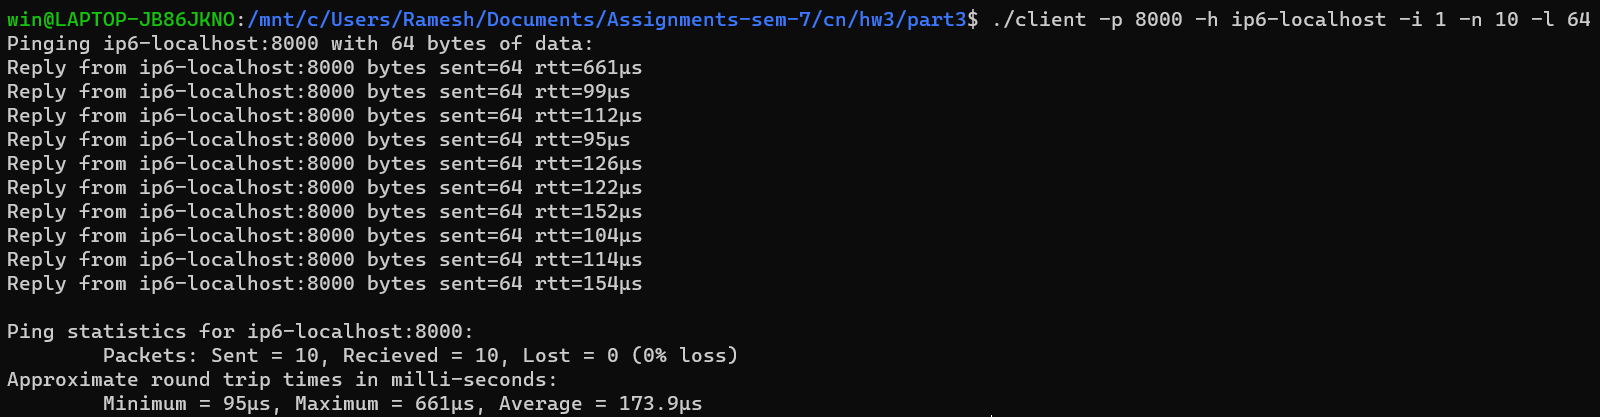 win@LAPTOP-JB86JKNO:/mnt/c/Users/Ramesh/Documents/Assignments-sem-7/cn/hw3/part3$ ./client -p 8000 -h ip6-localhost -i 1 -n 10 -l 64
Pinging ip6-localhost:8000 with 64 bytes of data:
Reply from ip6-localhost:8000 bytes sent=64 rtt=661µs
Reply from ip6-localhost:8000 bytes sent=64 rtt=99µs
Reply from ip6-localhost:8000 bytes sent=64 rtt=112µs
Reply from ip6-localhost:8000 bytes sent=64 rtt=95µs
Reply from ip6-localhost:8000 bytes sent=64 rtt=126µs
Reply from ip6-localhost:8000 bytes sent=64 rtt=122µs
Reply from ip6-localhost:8000 bytes sent=64 rtt=152µs
Reply from ip6-localhost:8000 bytes sent=64 rtt=104µs
Reply from ip6-localhost:8000 bytes sent=64 rtt=114µs
Reply from ip6-localhost:8000 bytes sent=64 rtt=154µs
Ping statistics for ip6-localhost:8000:
Packets: Sent = 10, Recieved = 10, Lost = 0 (0% loss)
Approximate round trip times in milli-seconds:
Minimum = 95µs, Maximum = 661µs, Average = 173.9µs